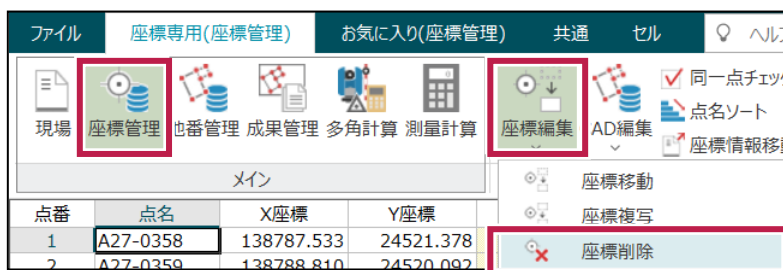 ファイル 座標専用(座標管理) お気に入り(座標管理) 共通 セル
現場 座標管理 地番管理 成果管理 多角計算 測量計算 座標編集 AD編集
同一点チェック
点名ソート
座標情報移動
メイン
座標移動
座標複写
座標削除
点番 点名 X座標 Y座標
1 A27-0358 138787.533 24521.378
2 A27-0359 138788.810 24520.092